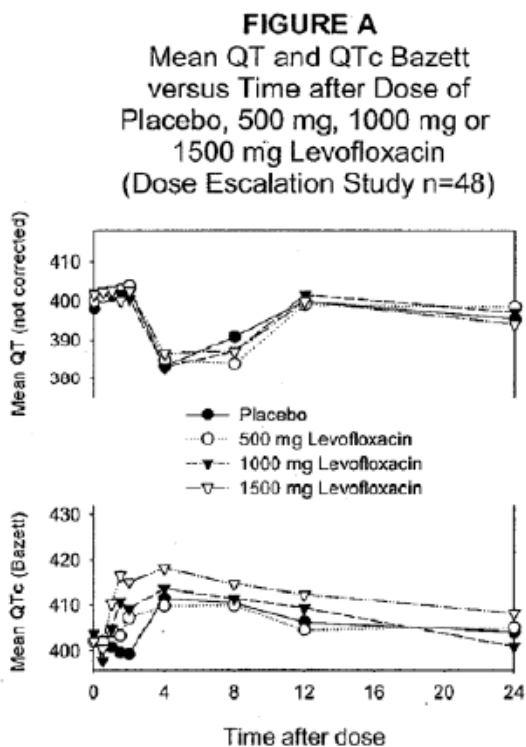 FIGURE A
Mean QT and QTc Bazett
versus Time after Dose of
Placebo, 500 mg, 1000 mg or
1500 mg Levofloxacin
(Dose Escalation Study n=48)
Mean QT (not corrected)
410
400
390
380
Placebo
500 mg Levofloxacin
1000 mg Levofloxacin
1500 mg Levofloxacin
Mean QTc (Bazett)
430
420
410
400
0 4 8 12 16 20 24
Time after dose